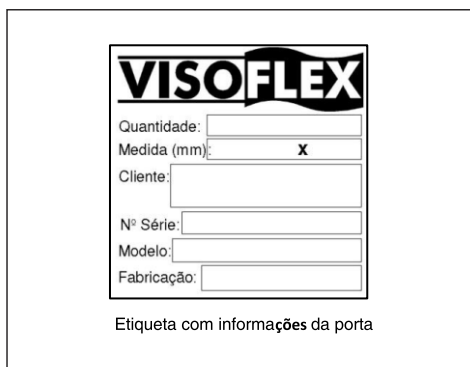 VISOFLEX
Quantidade:
Medida (mm): X
Cliente:
Nº Série:
Modelo:
Fabricação:
Etiqueta com informações da porta